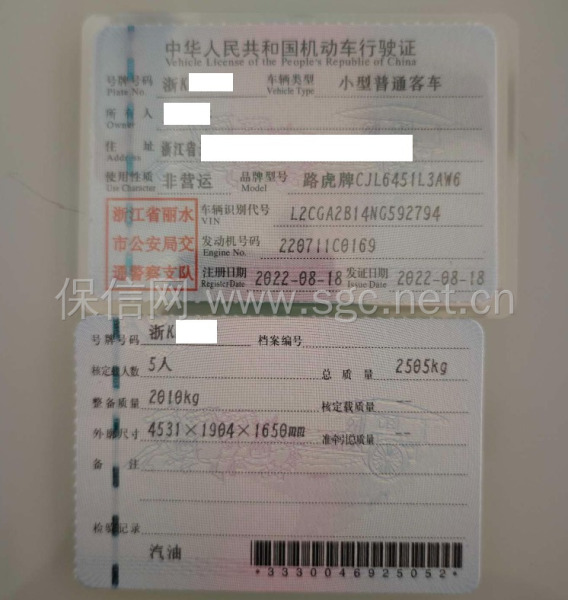 中华人民共和国机动车行驶证
Vehicle License of the People's Republic of China
号牌号码 浙K 车辆类型 小型普通客车
Plate No. Vehicle Type
所有人
Owner
住址 浙江省
Address
使用性质 非营运 品牌型号 路虎牌CJL6451L3AW6
Use Character Model
浙江省丽水 车辆识别代号 L2CGA2B14NG592794
VIN
市公安局交 发动机号码 220711C0169
Engine No.
通警察支队 注册日期 2022-08-18 发证日期 2022-08-18
Register Date Issue Date
保信网 www.sgc.net.cn
号牌号码 浙K 档案编号
核定载人数 5人 总质量 2505kg
整备质量 2010kg 核定载质量 --
外廓尺寸 4531×1904×1650mm 准牵引总质量 --
备注
检验记录
汽油
*3330046925052*